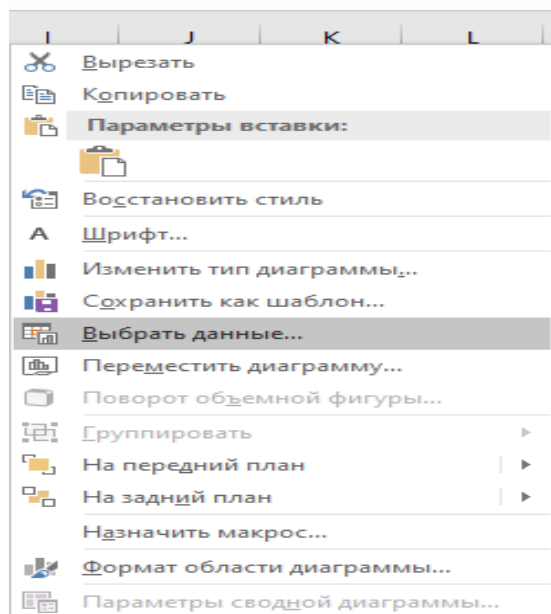 I J K L
Вырезать
Копировать
Параметры вставки:
Восстановить стиль
A Шрифт...
Изменить тип диаграммы...
Сохранить как шаблон...
Выбрать данные...
Переместить диаграмму...
Поворот объемной фигуры...
Группировать
На передний план
На задний план
Назначить макрос...
Формат области диаграммы...
Параметры сводной диаграммы...